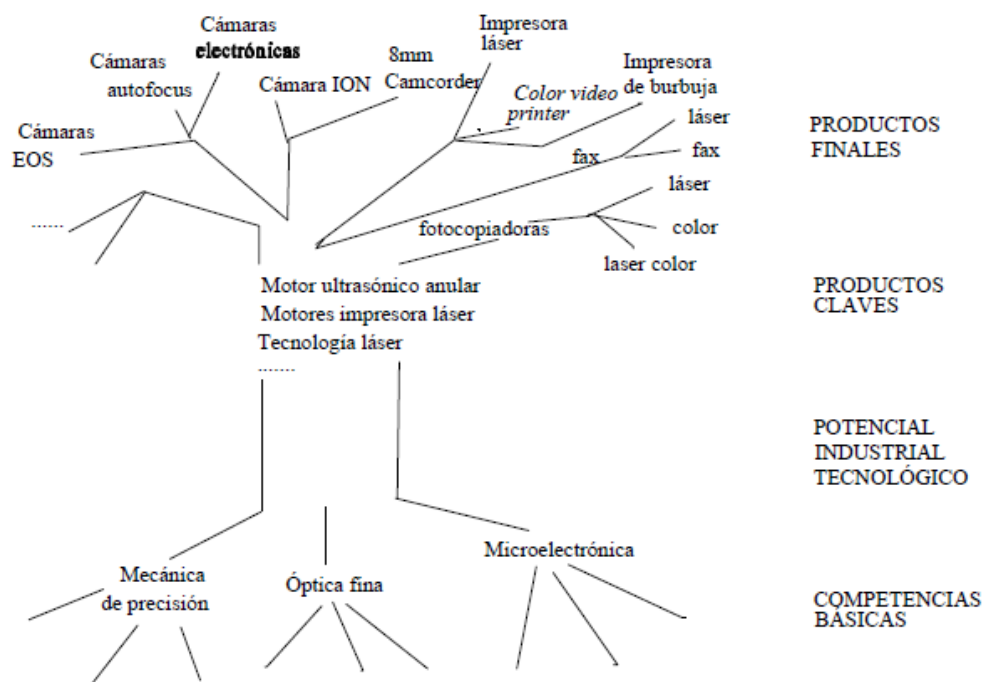 Cámaras
electrónicas
Impresora
láser
Cámaras
autofocus
Cámara ION
8mm
Camcorder
Color video
printer
Impresora
de burbuja
Cámaras
EOS
láser
fax
fax
láser
PRODUCTOS
FINALES
......
fotocopiadoras
color
laser color
Motor ultrasónico anular
Motores impresora láser
Tecnología láser
.......
PRODUCTOS
CLAVES
POTENCIAL
INDUSTRIAL
TECNOLÓGICO
Mecánica
de precisión
Óptica fína
Microelectrónica
COMPETENCIAS
BÁSICAS